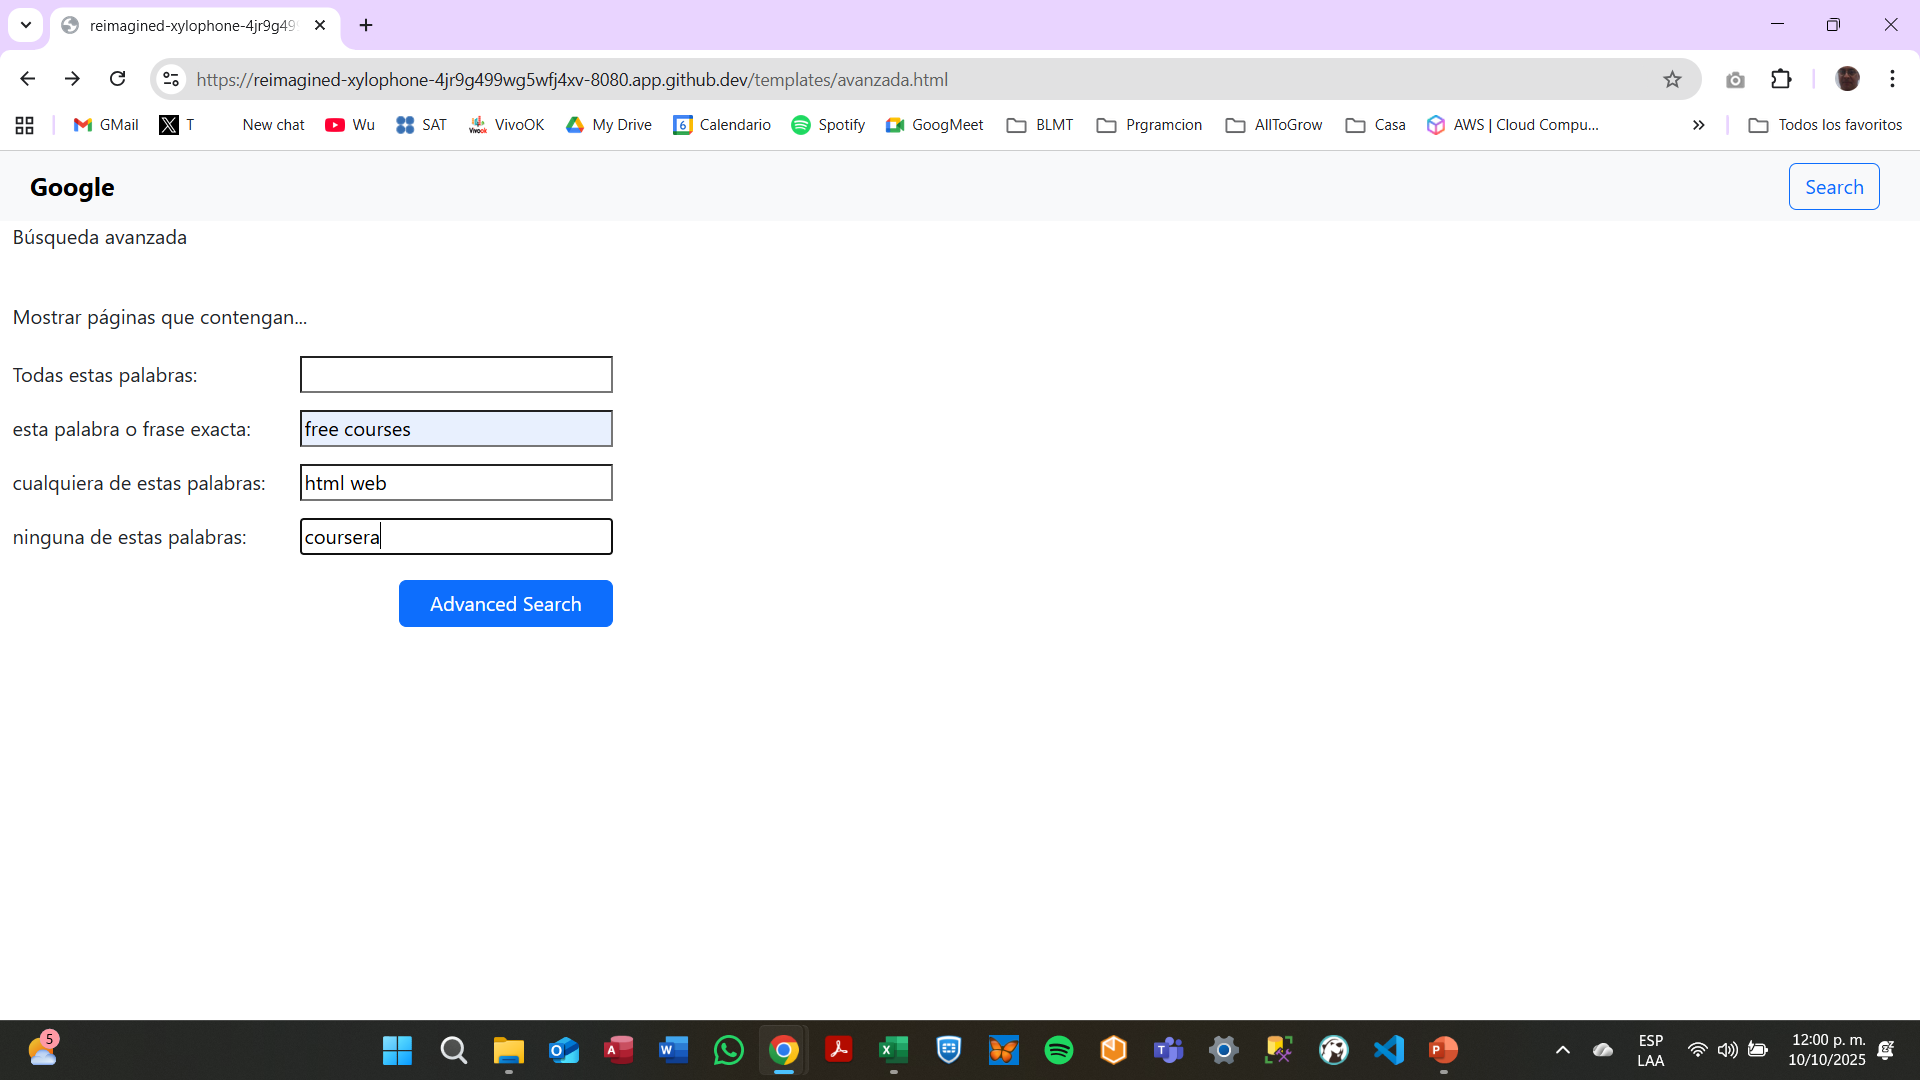 reimagined-xylophone-4jr9g49
https://reimagined-xylophone-4jr9g499wg5wfj4xv-8080.app.github.dev/templates/avanzada.html
GMail T New chat Wu SAT VivoOK My Drive 6 Calendario Spotify GoogMeet BLMT Prgramcion AllToGrow Casa AWS | Cloud Compu... » Todos los favoritos
Google Search
Búsqueda avanzada
Mostrar páginas que contengan...
Todas estas palabras:
esta palabra o frase exacta: free courses
cualquiera de estas palabras: html web
ninguna de estas palabras: coursera
Advanced Search
5
ESP
LAA
12:00 p. m.
10/10/2025